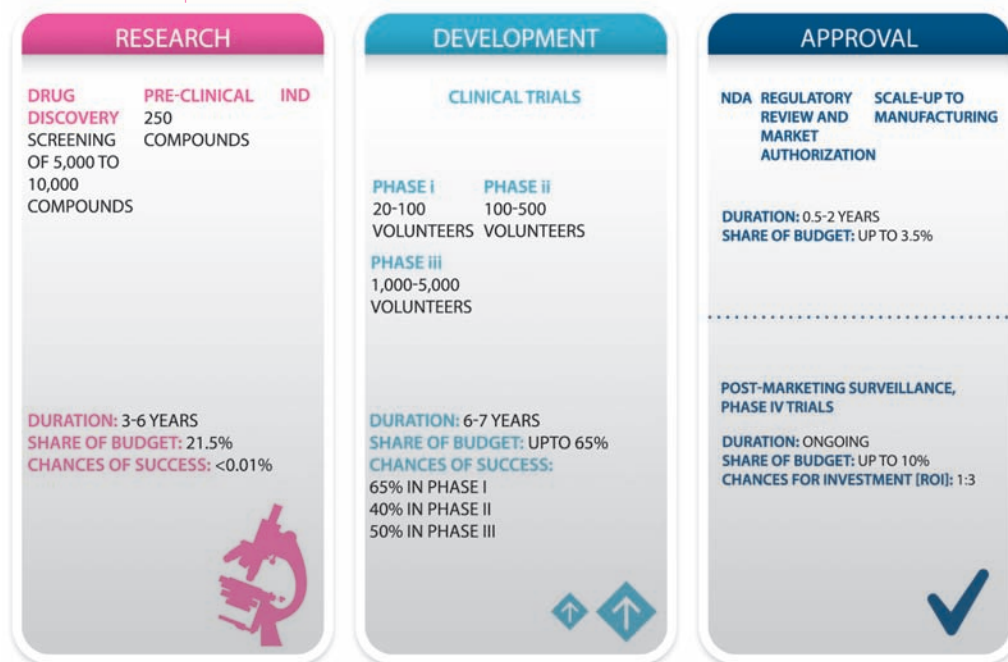 RESEARCH
DRUG
DISCOVERY
SCREENING
OF 5,000 TO
10,000
COMPOUNDS
PRE-CLINICAL
250
COMPOUNDS
IND
DURATION: 3-6 YEARS
SHARE OF BUDGET: 21.5%
CHANCES OF SUCCESS: <0.01%
DEVELOPMENT
CLINICAL TRIALS
PHASE i
20-100
VOLUNTEERS
PHASE ii
100-500
VOLUNTEERS
PHASE iii
1,000-5,000
VOLUNTEERS
DURATION: 6-7 YEARS
SHARE OF BUDGET: UPTO 65%
CHANCES OF SUCCESS:
65% IN PHASE I
40% IN PHASE II
50% IN PHASE III
APPROVAL
NDA
REGULATORY
REVIEW AND
MARKET
AUTHORIZATION
SCALE-UP TO
MANUFACTURING
DURATION: 0.5-2 YEARS
SHARE OF BUDGET: UP TO 3.5%
POST-MARKETING SURVEILLANCE,
PHASE IV TRIALS
DURATION: ONGOING
SHARE OF BUDGET: UP TO 10%
CHANCES FOR INVESTMENT [ROI]: 1:3